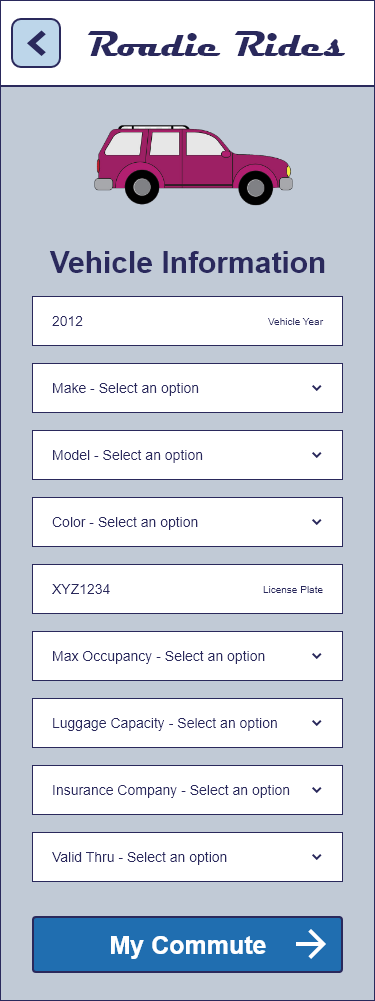 Roadie Rides
Vehicle Information
2012 Vehicle Year
Make - Select an option
Model - Select an option
Color - Select an option
XYZ1234 License Plate
Max Occupancy - Select an option
Luggage Capacity - Select an option
Insurance Company - Select an option
Valid Thru - Select an option
My Commute